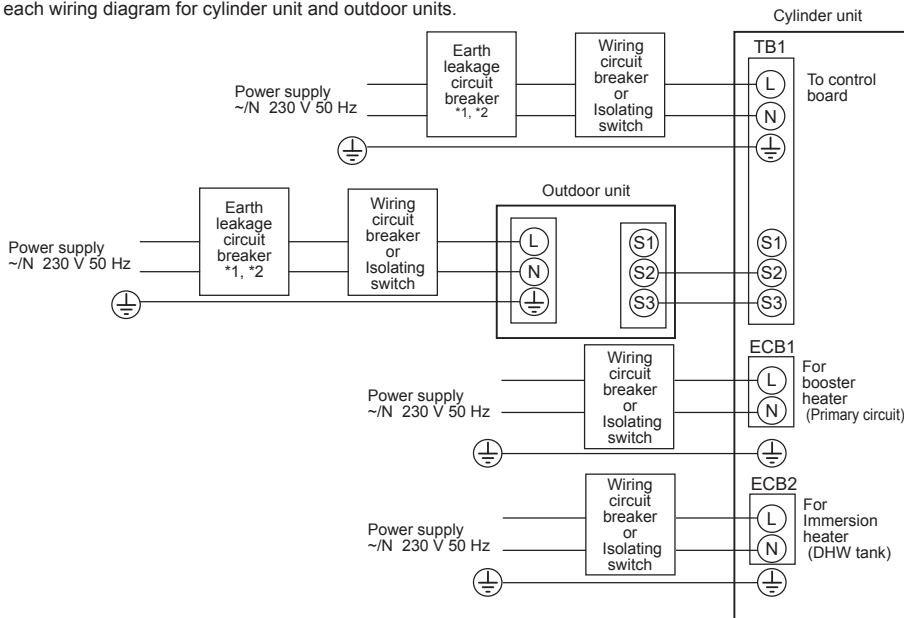 each wiring diagram for cylinder unit and outdoor units.
Cylinder unit
Earth
leakage
circuit
breaker
*1, *2
Wiring
circuit
breaker
or
Isolating
switch
TB1
Power supply
~/N 230 V 50 Hz
L
N
To control
board
Outdoor unit
Earth
leakage
circuit
breaker
*1, *2
Wiring
circuit
breaker
or
Isolating
switch
Power supply
~/N 230 V 50 Hz
L
N
S1
S2
S3
S1
S2
S3
Wiring
circuit
breaker
or
Isolating
switch
ECB1
Power supply
~/N 230 V 50 Hz
L
N
For
booster
heater
(Primary circuit)
Wiring
circuit
breaker
or
Isolating
switch
ECB2
Power supply
~/N 230 V 50 Hz
L
N
For
Immersion
heater
(DHW tank)